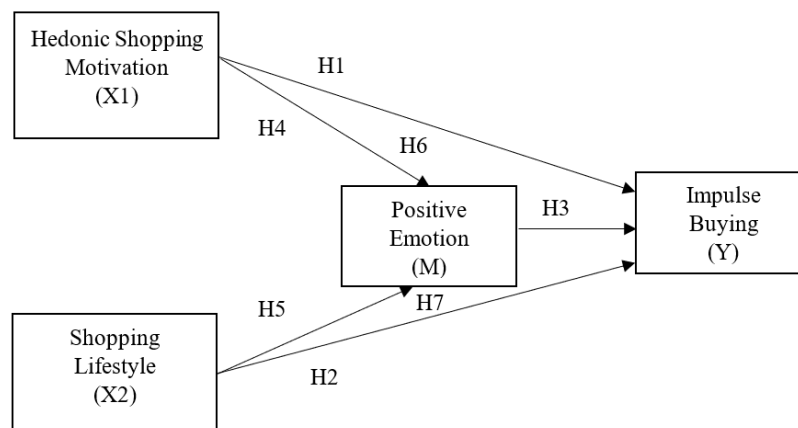 Hedonic Shopping
Motivation
(X1)
H1
H4
H6
Positive
Emotion
(M)
H3
Impulse
Buying
(Y)
H5
H7
H2
Shopping
Lifestyle
(X2)